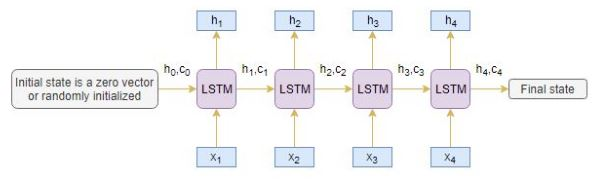 h₁ h₂ h₃ h₄
h₀,c₀ h₁,c₁ h₂,c₂ h₃,c₃ h₄,c₄
Initial state is a zero vector
or randomly initialized
LSTM LSTM LSTM LSTM
Final state
x₁ x₂ x₃ x₄